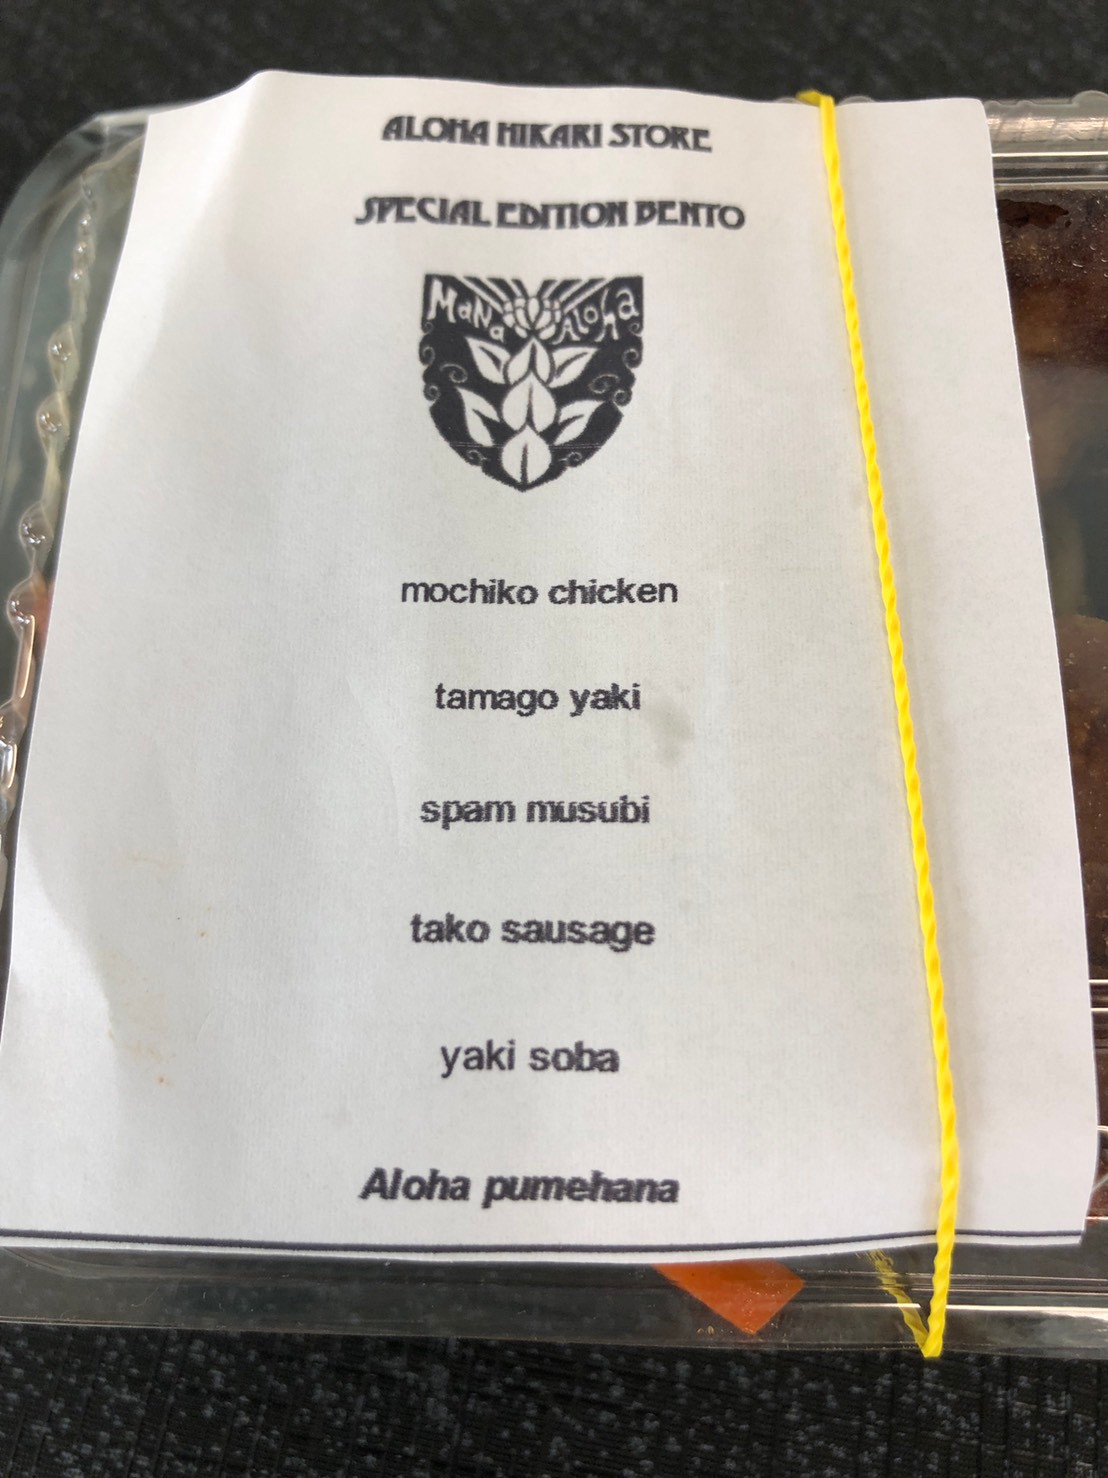 ALOHA HIKARI STORE
SPECIAL EDITION BENTO
MaNa Aloha
mochiko chicken
tamago yaki
spam musubi
tako sausage
yaki soba
Aloha pumehana